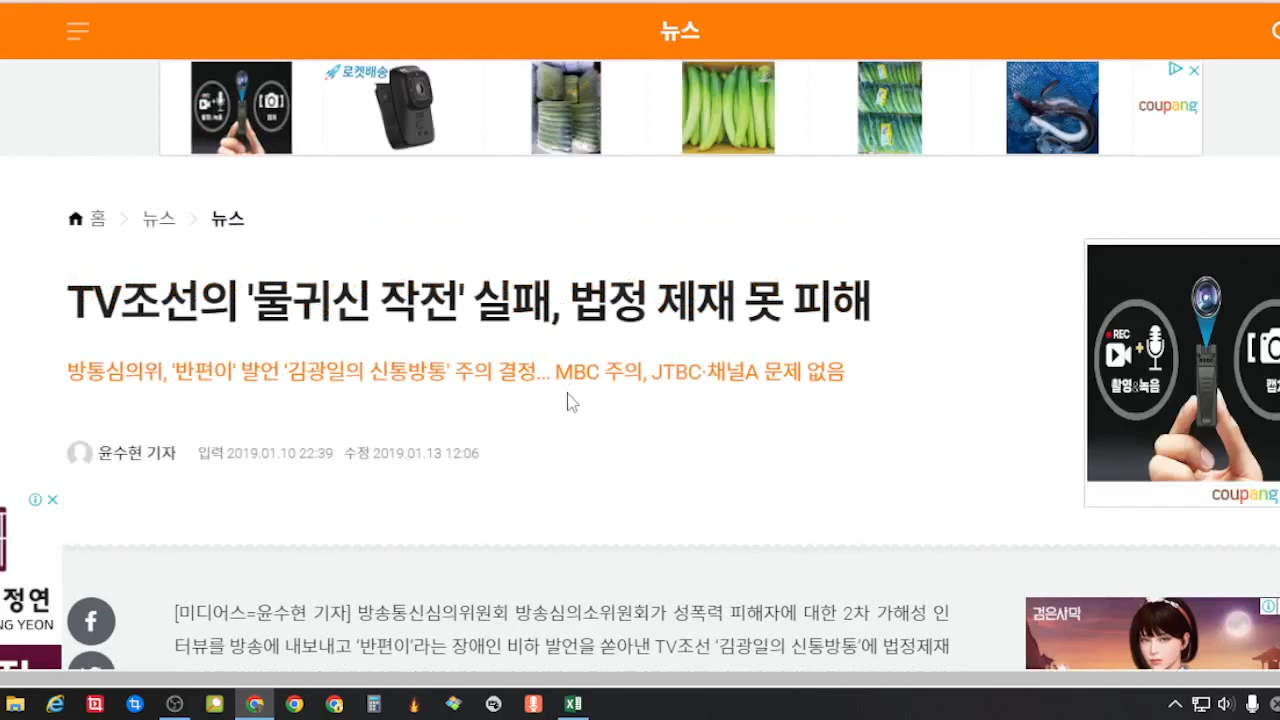 뉴스
로켓배송
coupang
홈 뉴스 뉴스
TV조선의 '물귀신 작전' 실패, 법정 제재 못 피해
방통심의위, '반편이' 발언 '김광일의 신통방통' 주의 결정... MBC 주의, JTBC·채널A 문제 없음
윤수현 기자 입력 2019.01.10 22:39 수정 2019.01.13 12:06
REC
촬영&녹음
coupang
정연
NG YEON
[미디어스=윤수현 기자] 방송통신심의위원회 방송심의소위원회가 성폭력 피해자에 대한 2차 가해성 인
터뷰를 방송에 내보내고 '반편이'라는 장애인 비하 발언을 쏟아낸 TV조선 '김광일의 신통방통'에 법정제재
검은사막